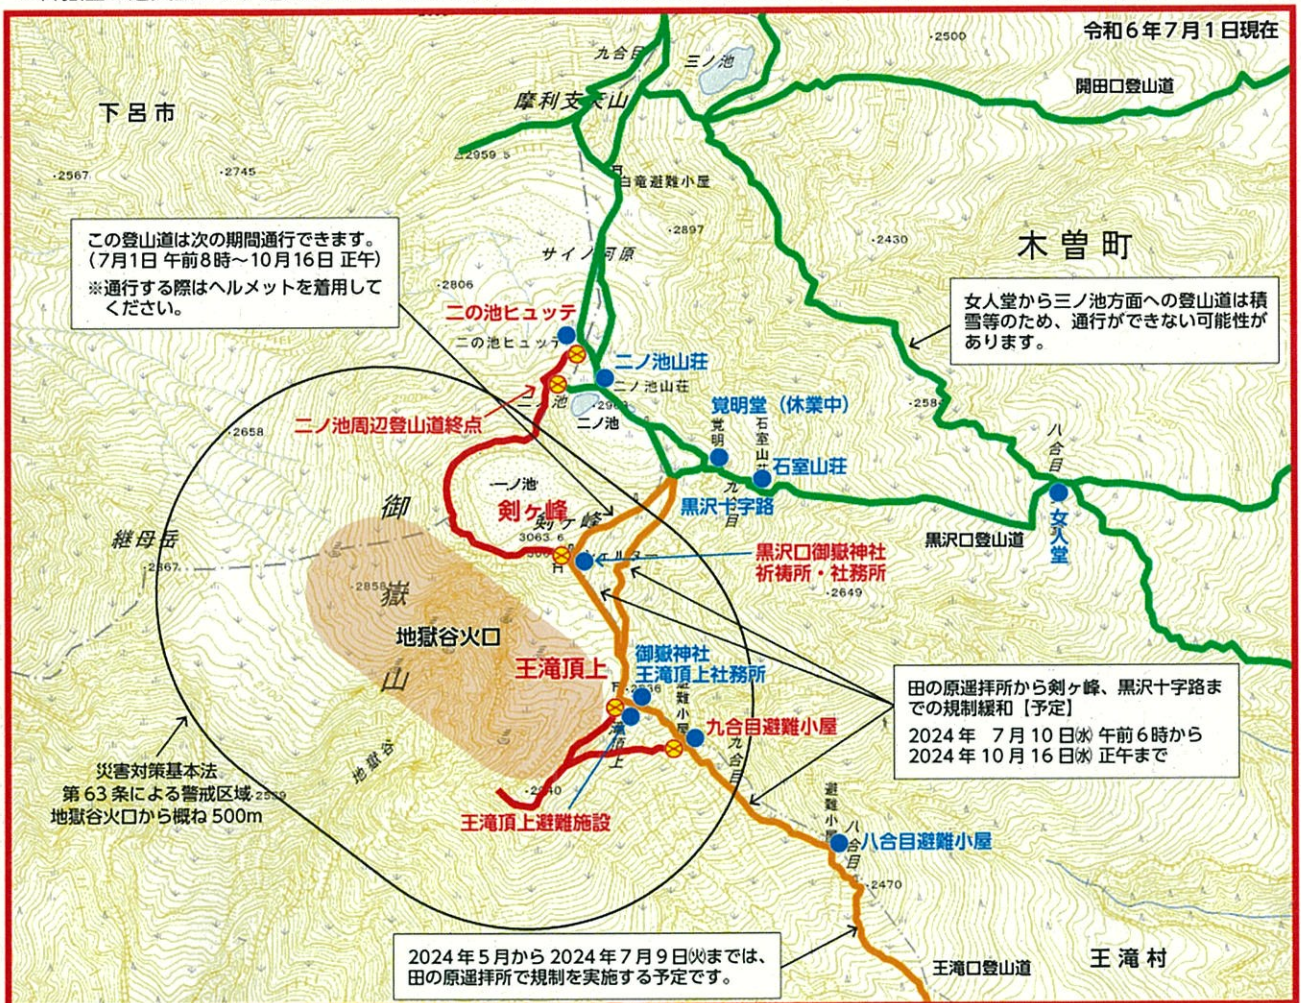 令和6年7月1日現在
九合目
三ノ池
・2500
開田口登山道
下呂市
摩利支天山
2959.5
・2567
・2745
白竜避難小屋
・2897
サイノ河原
・2430
木曽町
この登山道は次の期間通行できます。
(7月1日 午前8時〜10月16日 正午)
※通行する際はヘルメットを着用して
ください。
・2806
女人堂から三ノ池方面への登山道は積
雪等のため、通行ができない可能性が
あります。
二の池ヒュッテ
二の池ヒュッテ
二ノ池山荘
二ノ池山荘
二ノ池
覚明堂(休業中)
二ノ池周辺登山道終点
二ノ池
覚明
石室山荘
・2658
八合目
石室山荘
一ノ池
剣ヶ峰
剣ヶ峰
3063.6
九合目
黒沢十字路
女人堂
黒沢口登山道
継母岳
・2867
御嶽山
黒沢口御嶽神社
祈祷所・社務所
・2858
・2649
地獄谷火口
王滝頂上
御嶽神社
王滝頂上社務所
避難小屋
田の原遥拝所から剣ヶ峰、黒沢十字路ま
での規制緩和【予定】
2024年 7月10日㈬ 午前6時から
2024年10月16日㈬ 正午まで
九合目避難小屋
九合目
地獄谷
災害対策基本法
第63条による警戒区域
地獄谷火口から概ね500m
王滝頂上避難施設
避難小屋
八合目
八合目避難小屋
・2470
2024年5月から2024年7月9日㈫までは、
田の原遥拝所で規制を実施する予定です。
王滝口登山道
王滝村